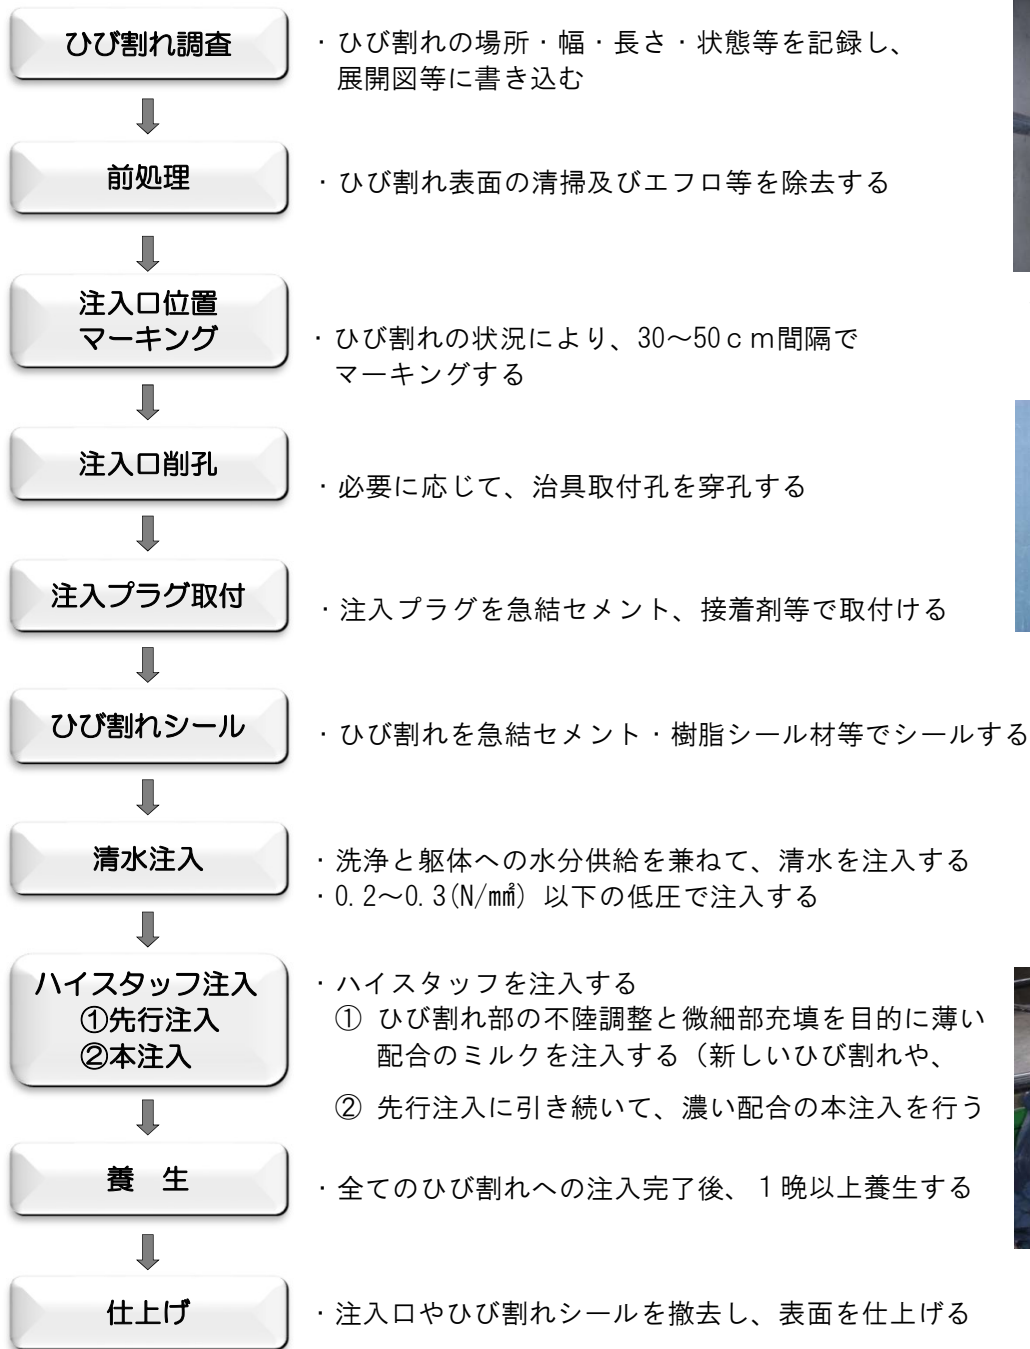 ひび割れ調査
・ひび割れの場所・幅・長さ・状態等を記録し、
展開図等に書き込む
前処理
・ひび割れ表面の清掃及びエフロ等を除去する
注入口位置
マーキング
・ひび割れの状況により、30～50ｃｍ間隔で
マーキングする
注入口削孔
・必要に応じて、治具取付孔を穿孔する
注入プラグ取付
・注入プラグを急結セメント、接着剤等で取付ける
ひび割れシール
・ひび割れを急結セメント・樹脂シール材等でシールする
清水注入
・洗浄と躯体への水分供給を兼ねて、清水を注入する
・0.2～0.3(N/㎟) 以下の低圧で注入する
ハイスタッフ注入
①先行注入
②本注入
・ハイスタッフを注入する
① ひび割れ部の不陸調整と微細部充填を目的に薄い
配合のミルクを注入する（新しいひび割れや、
② 先行注入に引き続いて、濃い配合の本注入を行う
養　生
・全てのひび割れへの注入完了後、１晩以上養生する
仕上げ
・注入口やひび割れシールを撤去し、表面を仕上げる